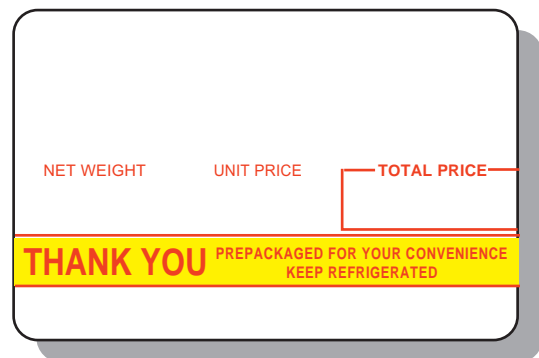 NET WEIGHT UNIT PRICE TOTAL PRICE
THANK YOU PREPACKAGED FOR YOUR CONVENIENCE
KEEP REFRIGERATED